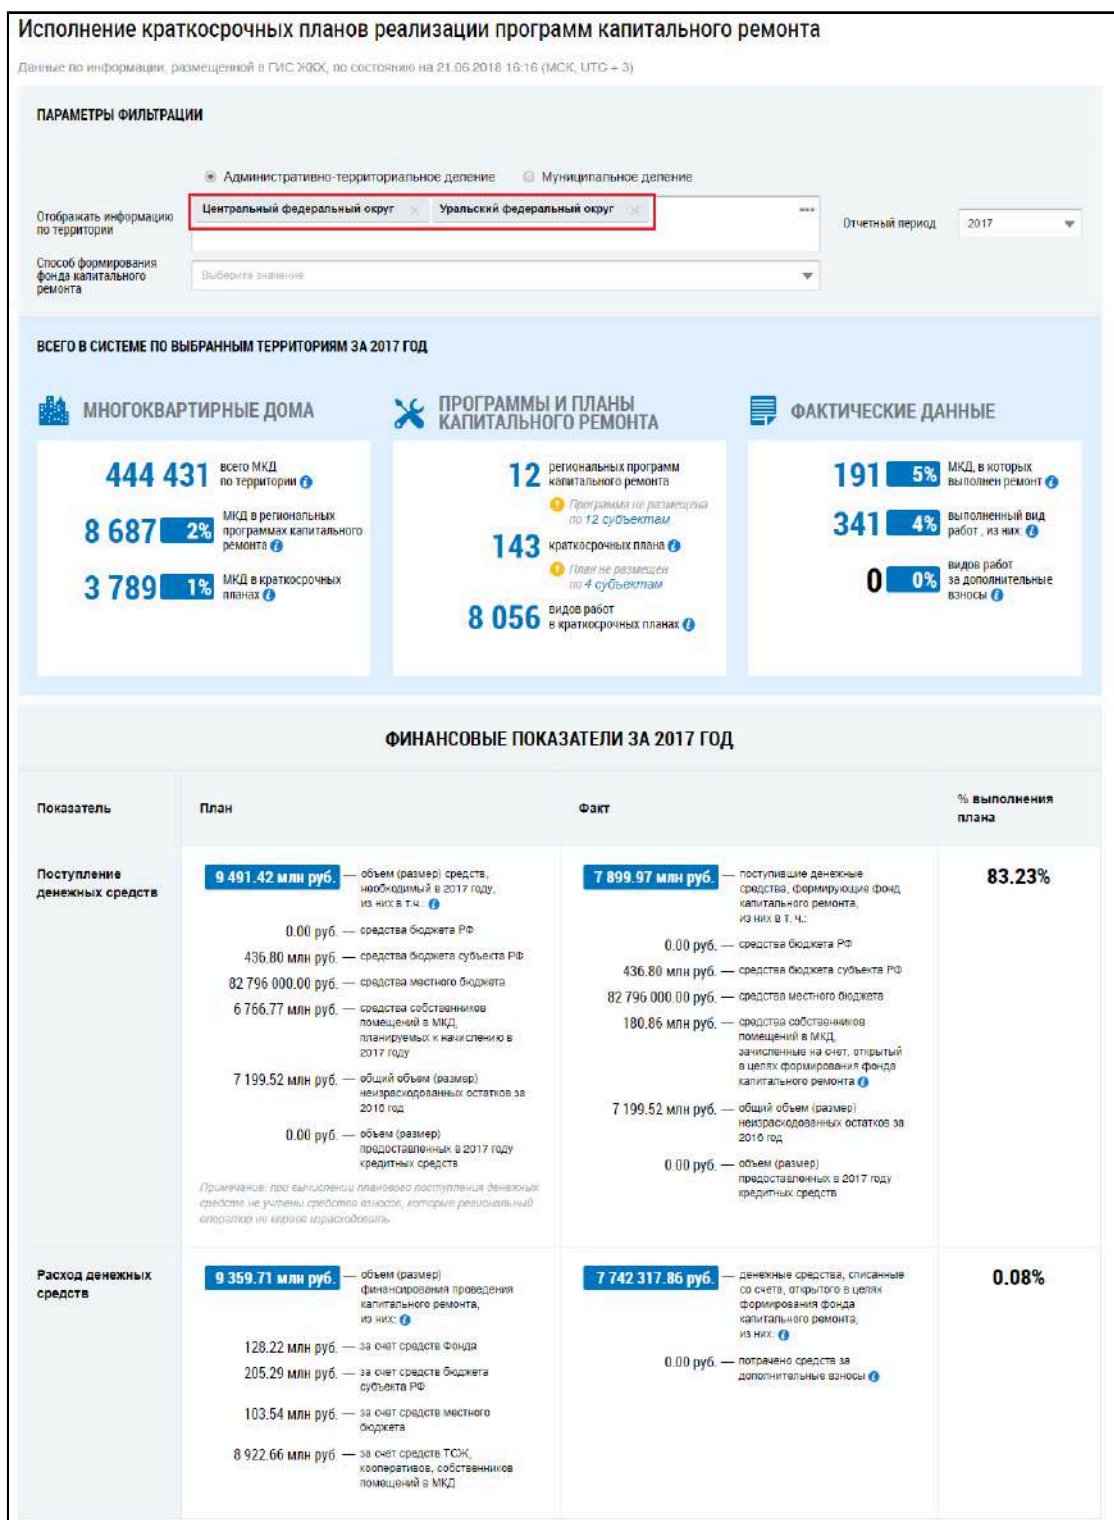 Исполнение краткосрочных планов реализации программ капитального ремонта
Данные по информации, размещенной в ГИС ЖКХ, по состоянию на 21.06.2018 16:16 (МСК, UTC + 3)
ПАРАМЕТРЫ ФИЛЬТРАЦИИ
Административно-территориальное деление
Муниципальное деление
Отображать информацию
по территории
Центральный федеральный округ
Уральский федеральный округ
Отчетный период
2017
Способ формирования
фонда капитального
ремонта
Выберите значение
ВСЕГО В СИСТЕМЕ ПО ВЫБРАННЫМ ТЕРРИТОРИЯМ ЗА 2017 ГОД
МНОГОКВАРТИРНЫЕ ДОМА
444 431 всего МКД
по территории
8 687 2% МКД в региональных
программах капитального
ремонта
3 789 1% МКД в краткосрочных
планах
ПРОГРАММЫ И ПЛАНЫ
КАПИТАЛЬНОГО РЕМОНТА
12 региональных программ
капитального ремонта
Программа не размещена
по 12 субъектам
143 краткосрочных плана
План не размещен
по 4 субъектам
8 056 видов работ
в краткосрочных планах
ФАКТИЧЕСКИЕ ДАННЫЕ
191 5% МКД, в которых
выполнен ремонт
341 4% выполненный вид
работ , из них:
0 0% видов работ
за дополнительные
взносы
ФИНАНСОВЫЕ ПОКАЗАТЕЛИ ЗА 2017 ГОД
Показатель
План
Факт
% выполнения
плана
Поступление
денежных средств
9 491.42 млн руб. — объем (размер) средств,
необходимый в 2017 году,
из них в т.ч.:
0.00 руб. — средства бюджета РФ
436.80 млн руб. — средства бюджета субъекта РФ
82 796 000.00 руб. — средства местного бюджета
6 766.77 млн руб. — средства собственников
помещений в МКД,
планируемых к начислению в
2017 году
7 199.52 млн руб. — общий объем (размер)
неизрасходованных остатков за
2016 год
0.00 руб. — объем (размер)
предоставленных в 2017 году
кредитных средств
Примечание: при вычислении планового поступления денежных
средств не учтены средства взносов, которые региональный
оператор не вправе израсходовать
7 899.97 млн руб. — поступившие денежные
средства, формирующие фонд
капитального ремонта,
из них в т. ч.:
0.00 руб. — средства бюджета РФ
436.80 млн руб. — средства бюджета субъекта РФ
82 796 000.00 руб. — средства местного бюджета
180.86 млн руб. — средства собственников
помещений в МКД,
зачисленные на счет, открытый
в целях формирования фонда
капитального ремонта
7 199.52 млн руб. — общий объем (размер)
неизрасходованных остатков за
2016 год
0.00 руб. — объем (размер)
предоставленных в 2017 году
кредитных средств
83.23%
Расход денежных
средств
9 359.71 млн руб. — объем (размер)
финансирования проведения
капитального ремонта,
из них:
128.22 млн руб. — за счет средств Фонда
205.29 млн руб. — за счет средств бюджета
субъекта РФ
103.54 млн руб. — за счет средств местного
бюджета
8 922.66 млн руб. — за счет средств ТСЖ,
кооперативов, собственников
помещений в МКД
7 742 317.86 руб. — денежные средства, списанные
со счета, открытого в целях
формирования фонда
капитального ремонта,
из них:
0.00 руб. — потрачено средств за
дополнительные взносы
0.08%